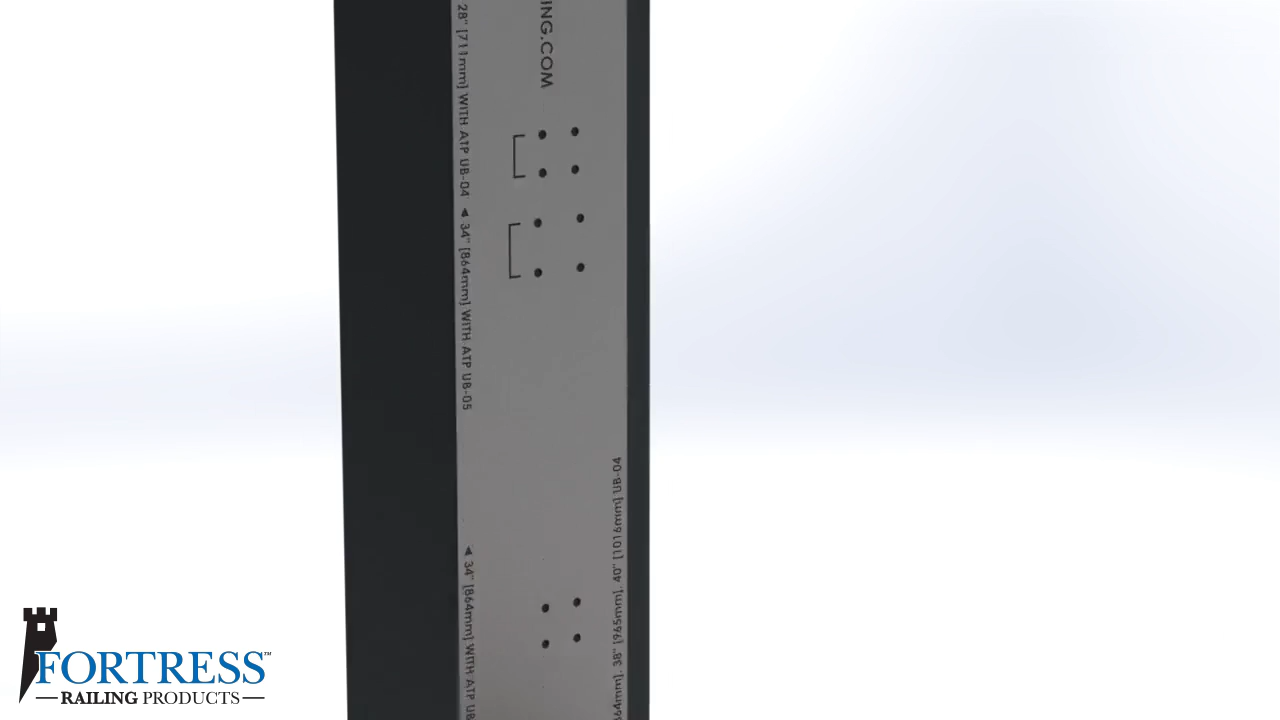 28" [711mm] WITH ATP UB-04 ◀ 34" [864mm] WITH ATP UB-05
ING.COM
◀ 34" [864mm] WITH ATP
38" [965mm], 40" [1016mm] UB-04
FORTRESS™
RAILING PRODUCTS